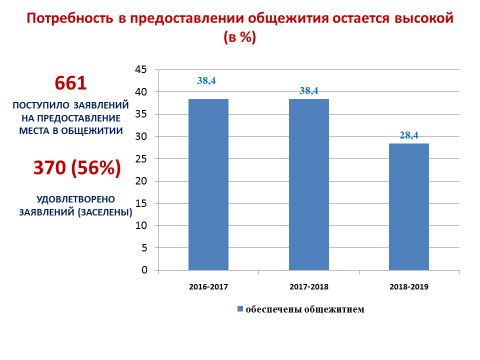 Потребность в предоставлении общежития остается высокой
(в %)
661
ПОСТУПИЛО ЗАЯВЛЕНИЙ
НА ПРЕДОСТАВЛЕНИЕ
МЕСТА В ОБЩЕЖИТИИ
370 (56%)
УДОВЛЕТВОРЕНО
ЗАЯВЛЕНИЙ (ЗАСЕЛЕНЫ)
45
40
35
30
25
20
15
10
5
0
38,4
38,4
28,4
2016-2017
2017-2018
2018-2019
обеспечены общежитием